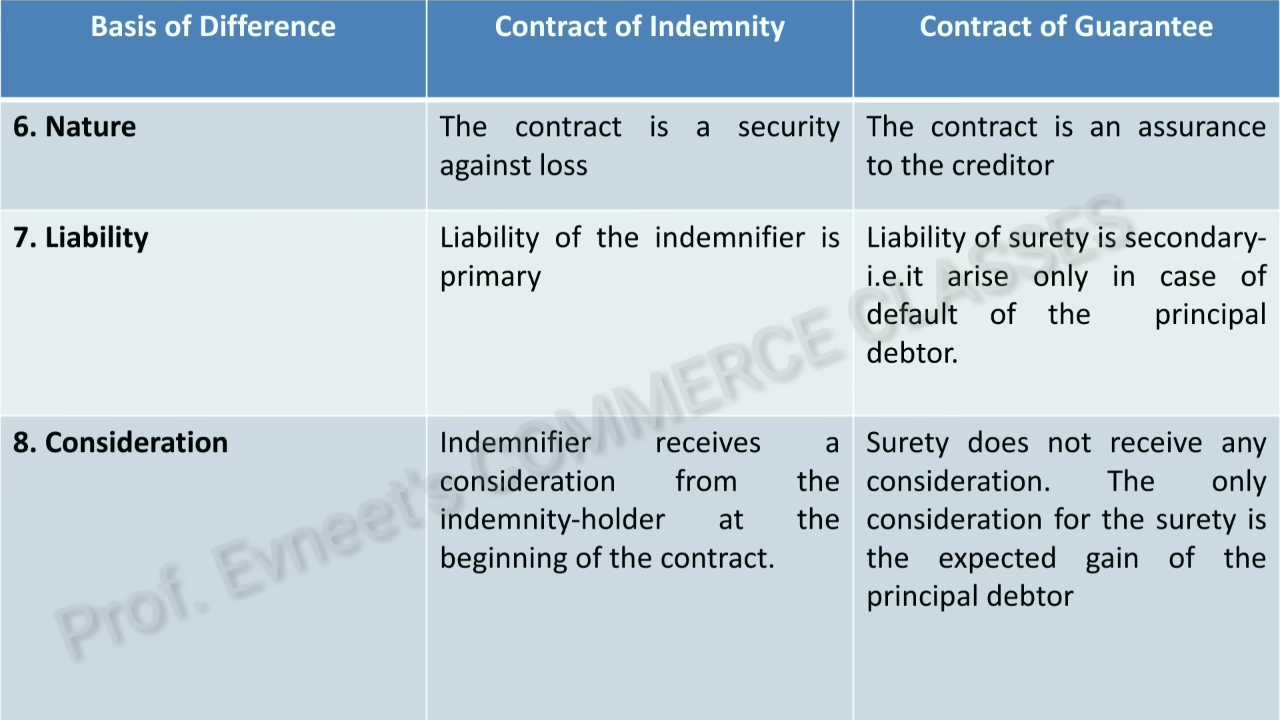 Basis of Difference
Contract of Indemnity
Contract of Guarantee
6. Nature
The contract is a security
against loss
The contract is an assurance
to the creditor
7. Liability
Liability of the indemnifier is
primary
Liability of surety is secondary-
i.e.it arise only in case of
default of the principal
debtor.
8. Consideration
Indemnifier receives a
consideration from the
indemnity-holder at the
beginning of the contract.
Surety does not receive any
consideration. The only
consideration for the surety is
the expected gain of the
principal debtor
Prof. Evneet's COMMERCE CLASSES